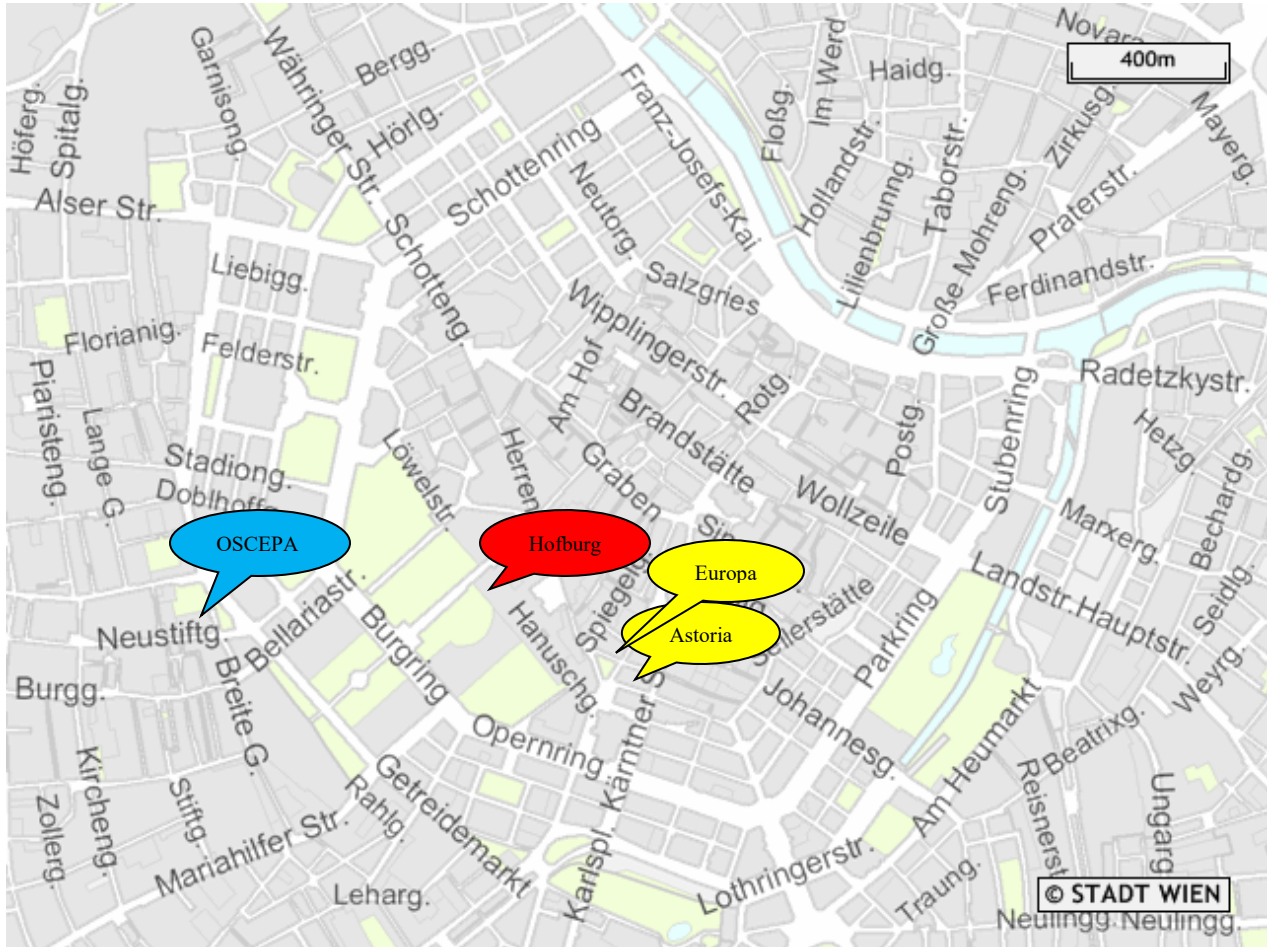 Novara
400m
Garnisong.
Währinger Str.
Bergg.
Im Werd
Haidg.
Höferg.
Spitalg.
Hörlg.
Franz-Josefs-Kai
Floßg.
Hollandstr.
Taborstr.
Zirkusg.
Mayerg.
Alser Str.
Schottenring
Neutorg.
Lilienbrunng.
Große Mohreng.
Praterstr.
Schotteng.
Liebigg.
Salzgries
Ferdinandstr.
Florianig.
Felderstr.
Wipplingerstr.
Am Hof
Rotg.
Radetzkystr.
Piaristeng.
Lange G.
Brandstätte
Postg.
Stubenring
Hetzg.
Stadiong.
Löwelstr.
Herren
Graben
Wollzeile
Bechardg.
Doblhoffg
Marxerg.
OSCEPA
Hofburg
Sin
Europa
Landstr.Hauptstr.
Seidlg.
Bellariastr.
Burgring
Hanuschg.
Spiegelg
Astoria
llerstätte
Parkring
Neustiftg.
Breite G.
Burgg.
Johannesg.
Weyrg.
Opernring
Kärntner S
Am Heumarkt
Beatrixg.
Kircheng.
Zollerg.
Stiftg.
Getreidemarkt
Rahlg.
Mariahilfer Str.
Karlspl.
Reisnerst
Ungarg
Leharg.
Lothringerstr.
Traung.
© STADT WIEN
Neulingg.
Neulingg.